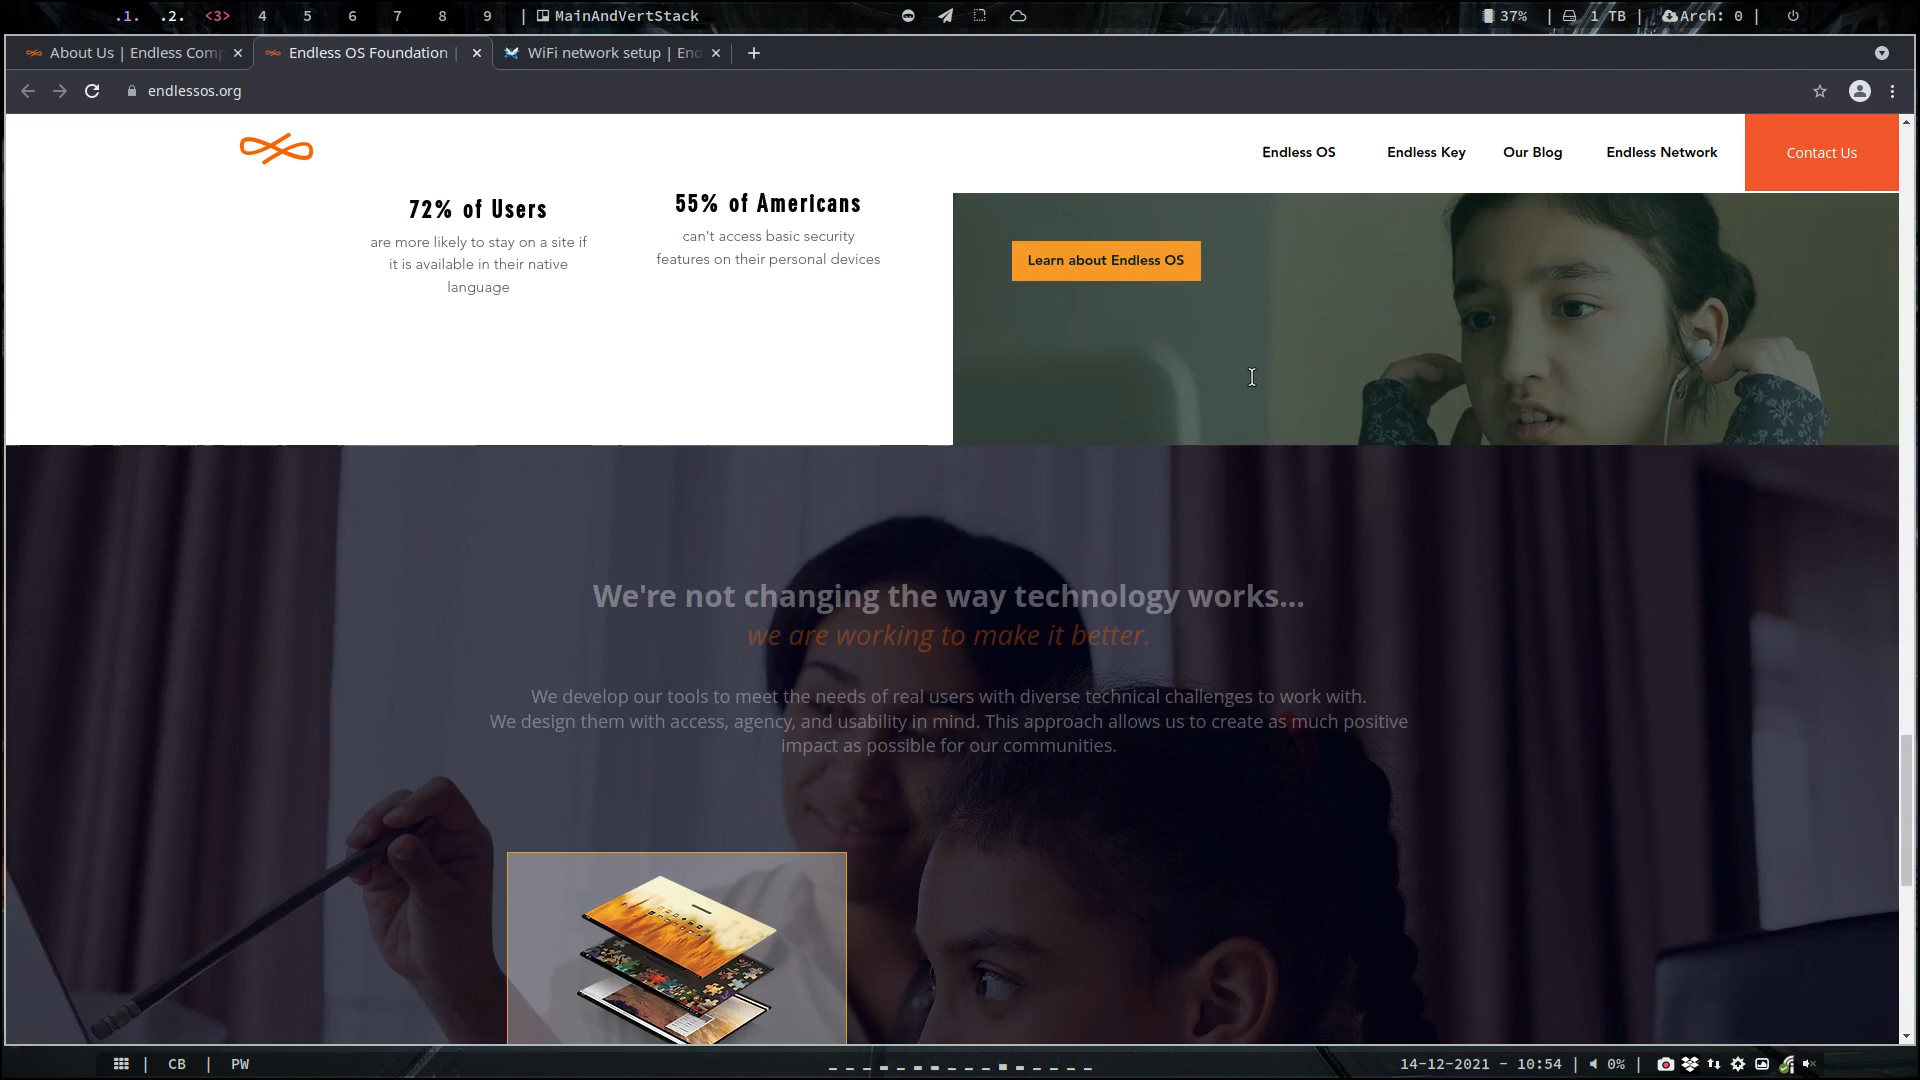 .1. .2. <3> 4 5 6 7 8 9 | MainAndVertStack
37% | 1 TB | Arch: 0 |
About Us | Endless Comp
Endless OS Foundation |
WiFi network setup | End
endlessos.org
Endless OS
Endless Key
Our Blog
Endless Network
Contact Us
72% of Users
are more likely to stay on a site if
it is available in their native
language
55% of Americans
can't access basic security
features on their personal devices
Learn about Endless OS
We're not changing the way technology works...
we are working to make it better.
We develop our tools to meet the needs of real users with diverse technical challenges to work with.
We design them with access, agency, and usability in mind. This approach allows us to create as much positive
impact as possible for our communities.
| CB | PW
14-12-2021 - 10:54 | 0% |